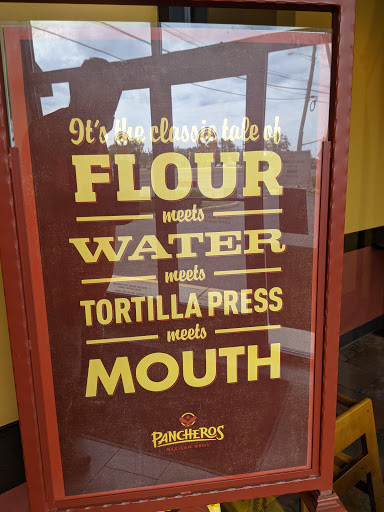 It's the classic tale of
FLOUR
meets
WATER
meets
TORTILLA PRESS
meets
MOUTH
PANCHEROS
MEXICAN GRILL